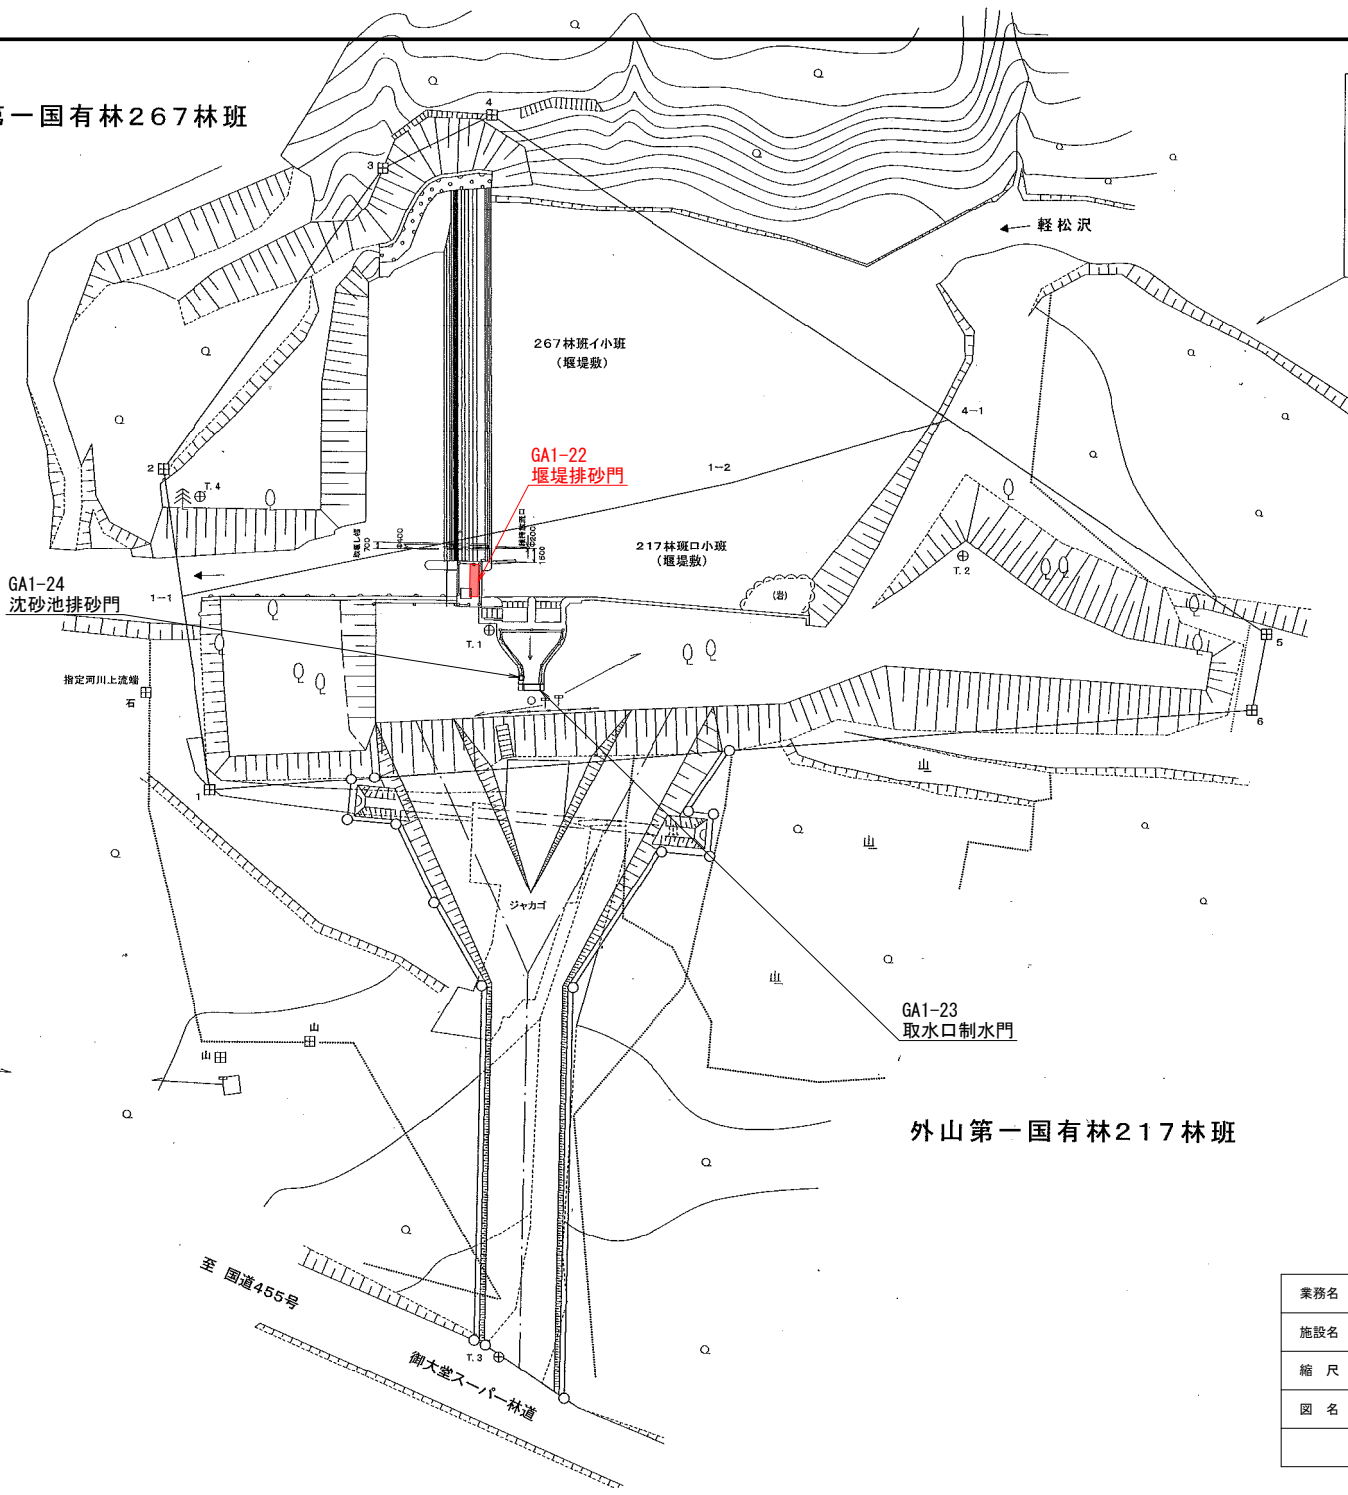 4
第一国有林267林班
3
軽松沢
267林班イ小班
(堰堤敷)
4-1
GA1-22
堰堤排砂門
1-2
2
T.4
700
1500
217林班ロ小班
(堰堤敷)
T.2
GA1-24
沈砂池排砂門
1-1
(岩)
T.1
5
指定河川上流端
石
6
山
1
山
ジャカゴ
山
GA1-23
取水口制水門
山
山
外山第一国有林217林班
至 国道455号
業務名
施設名
T.3
御大堂スーパー林道
縮 尺
図 名